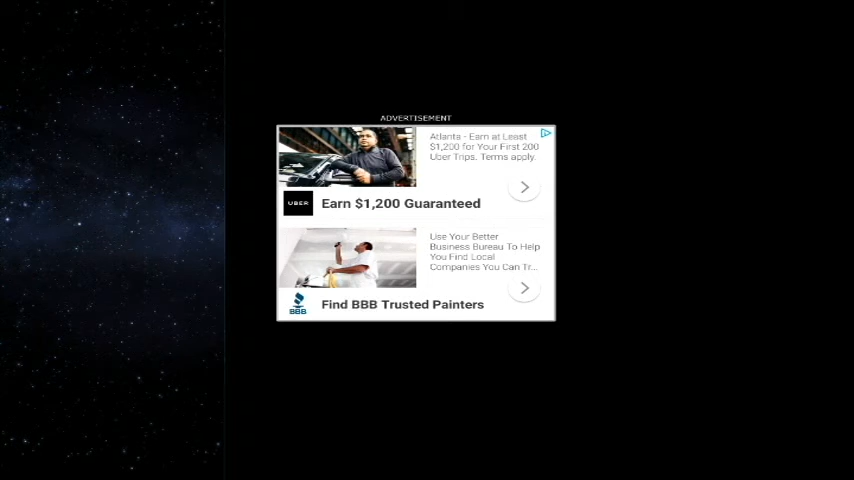 ADVERTISEMENT
Atlanta - Earn at Least
$1,200 for Your First 200
Uber Trips. Terms apply.
UBER
Earn $1,200 Guaranteed
Use Your Better
Business Bureau To Help
You Find Local
Companies You Can Tr...
BBB
Find BBB Trusted Painters